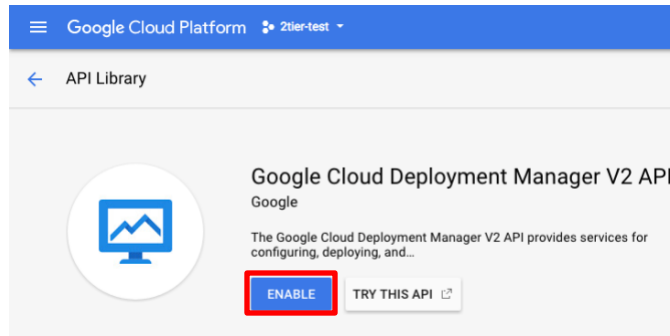 Google Cloud Platform 2tier-test
API Library
Google Cloud Deployment Manager V2 API
Google
The Google Cloud Deployment Manager V2 API provides services for
configuring, deploying, and...
ENABLE TRY THIS API